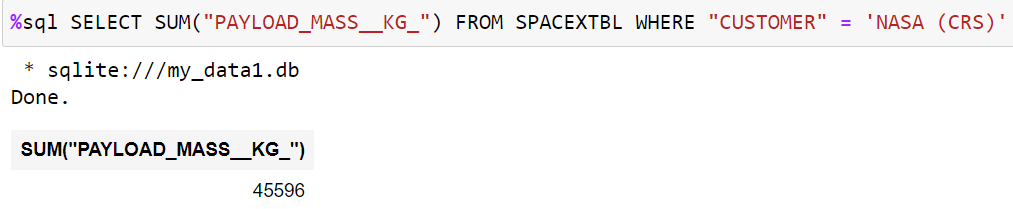 %sql SELECT SUM("PAYLOAD_MASS__KG_") FROM SPACEXTBL WHERE "CUSTOMER" = 'NASA (CRS)'
* sqlite:///my_data1.db
Done.
SUM("PAYLOAD_MASS__KG_")
45596